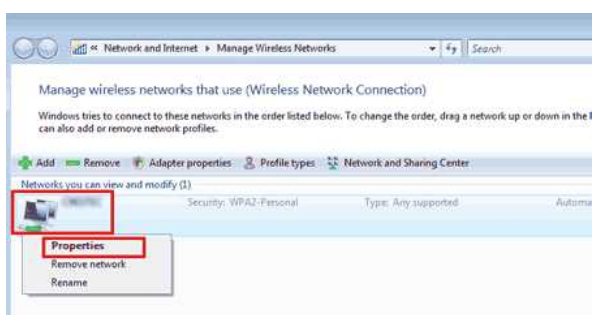 « Network and Internet ▸ Manage Wireless Networks
Search
Manage wireless networks that use (Wireless Network Connection)
Windows tries to connect to these networks in the order listed below. To change the order, drag a network up or down in the
can also add or remove network profiles.
Add Remove Adapter properties Profile types Network and Sharing Center
Networks you can view and modify (1)
Security: WPA2-Personal Type: Any supported
Properties
Remove network
Rename